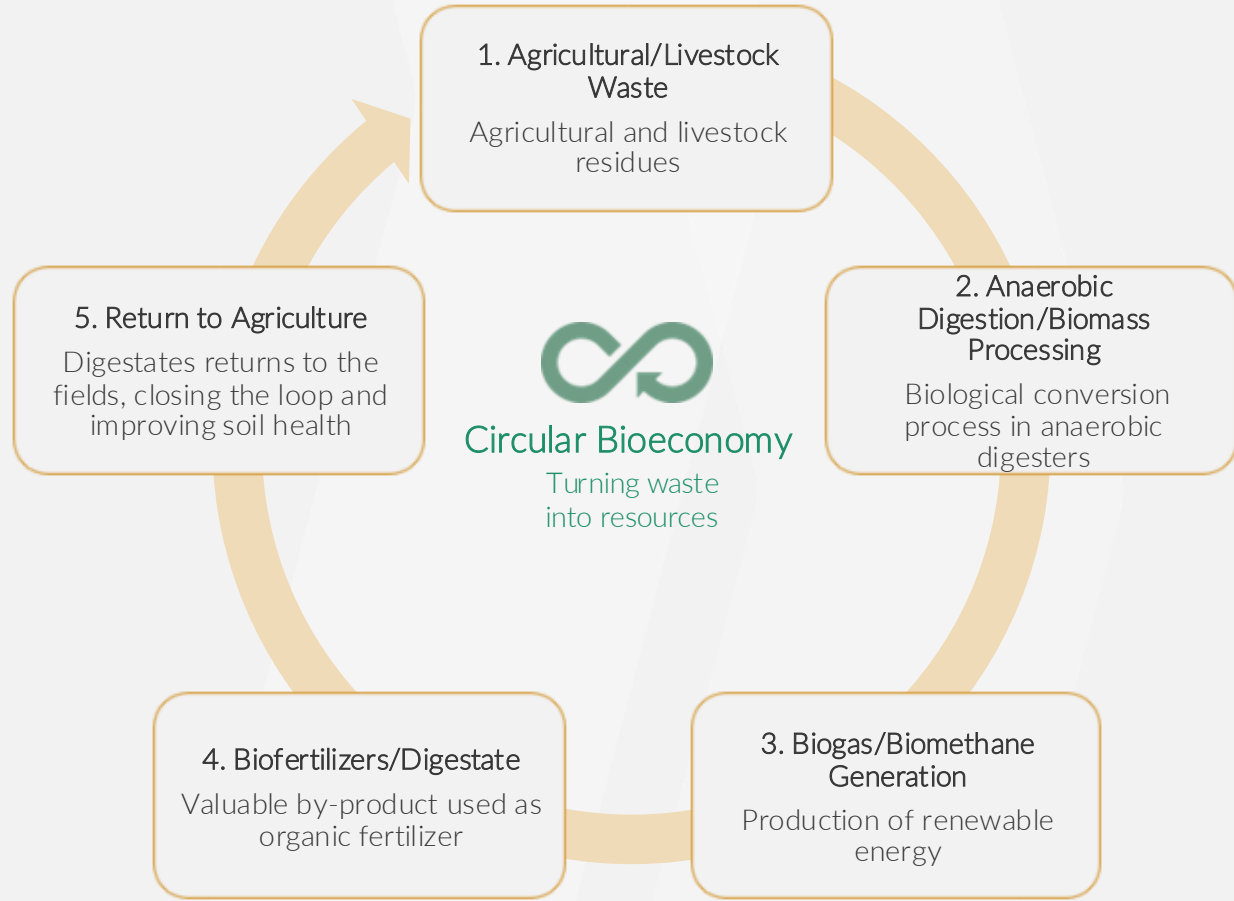 1. Agricultural/Livestock
Waste
Agricultural and livestock
residues
2. Anaerobic
Digestion/Biomass
Processing
Biological conversion
process in anaerobic
digesters
3. Biogas/Biomethane
Generation
Production of renewable
energy
4. Biofertilizers/Digestate
Valuable by-product used as
organic fertilizer
5. Return to Agriculture
Digestates returns to the
fields, closing the loop and
improving soil health
Circular Bioeconomy
Turning waste
into resources